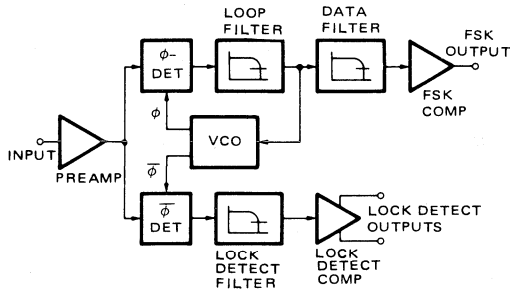 LOOP
FILTER
DATA
FILTER
FSK
OUTPUT
ϕ-
DET
FSK
COMP
ϕ
VCO
INPUT
PREAMP
ϕ̅
ϕ̅
DET
LOCK DETECT
OUTPUTS
LOCK
DETECT
FILTER
LOCK
DETECT
COMP